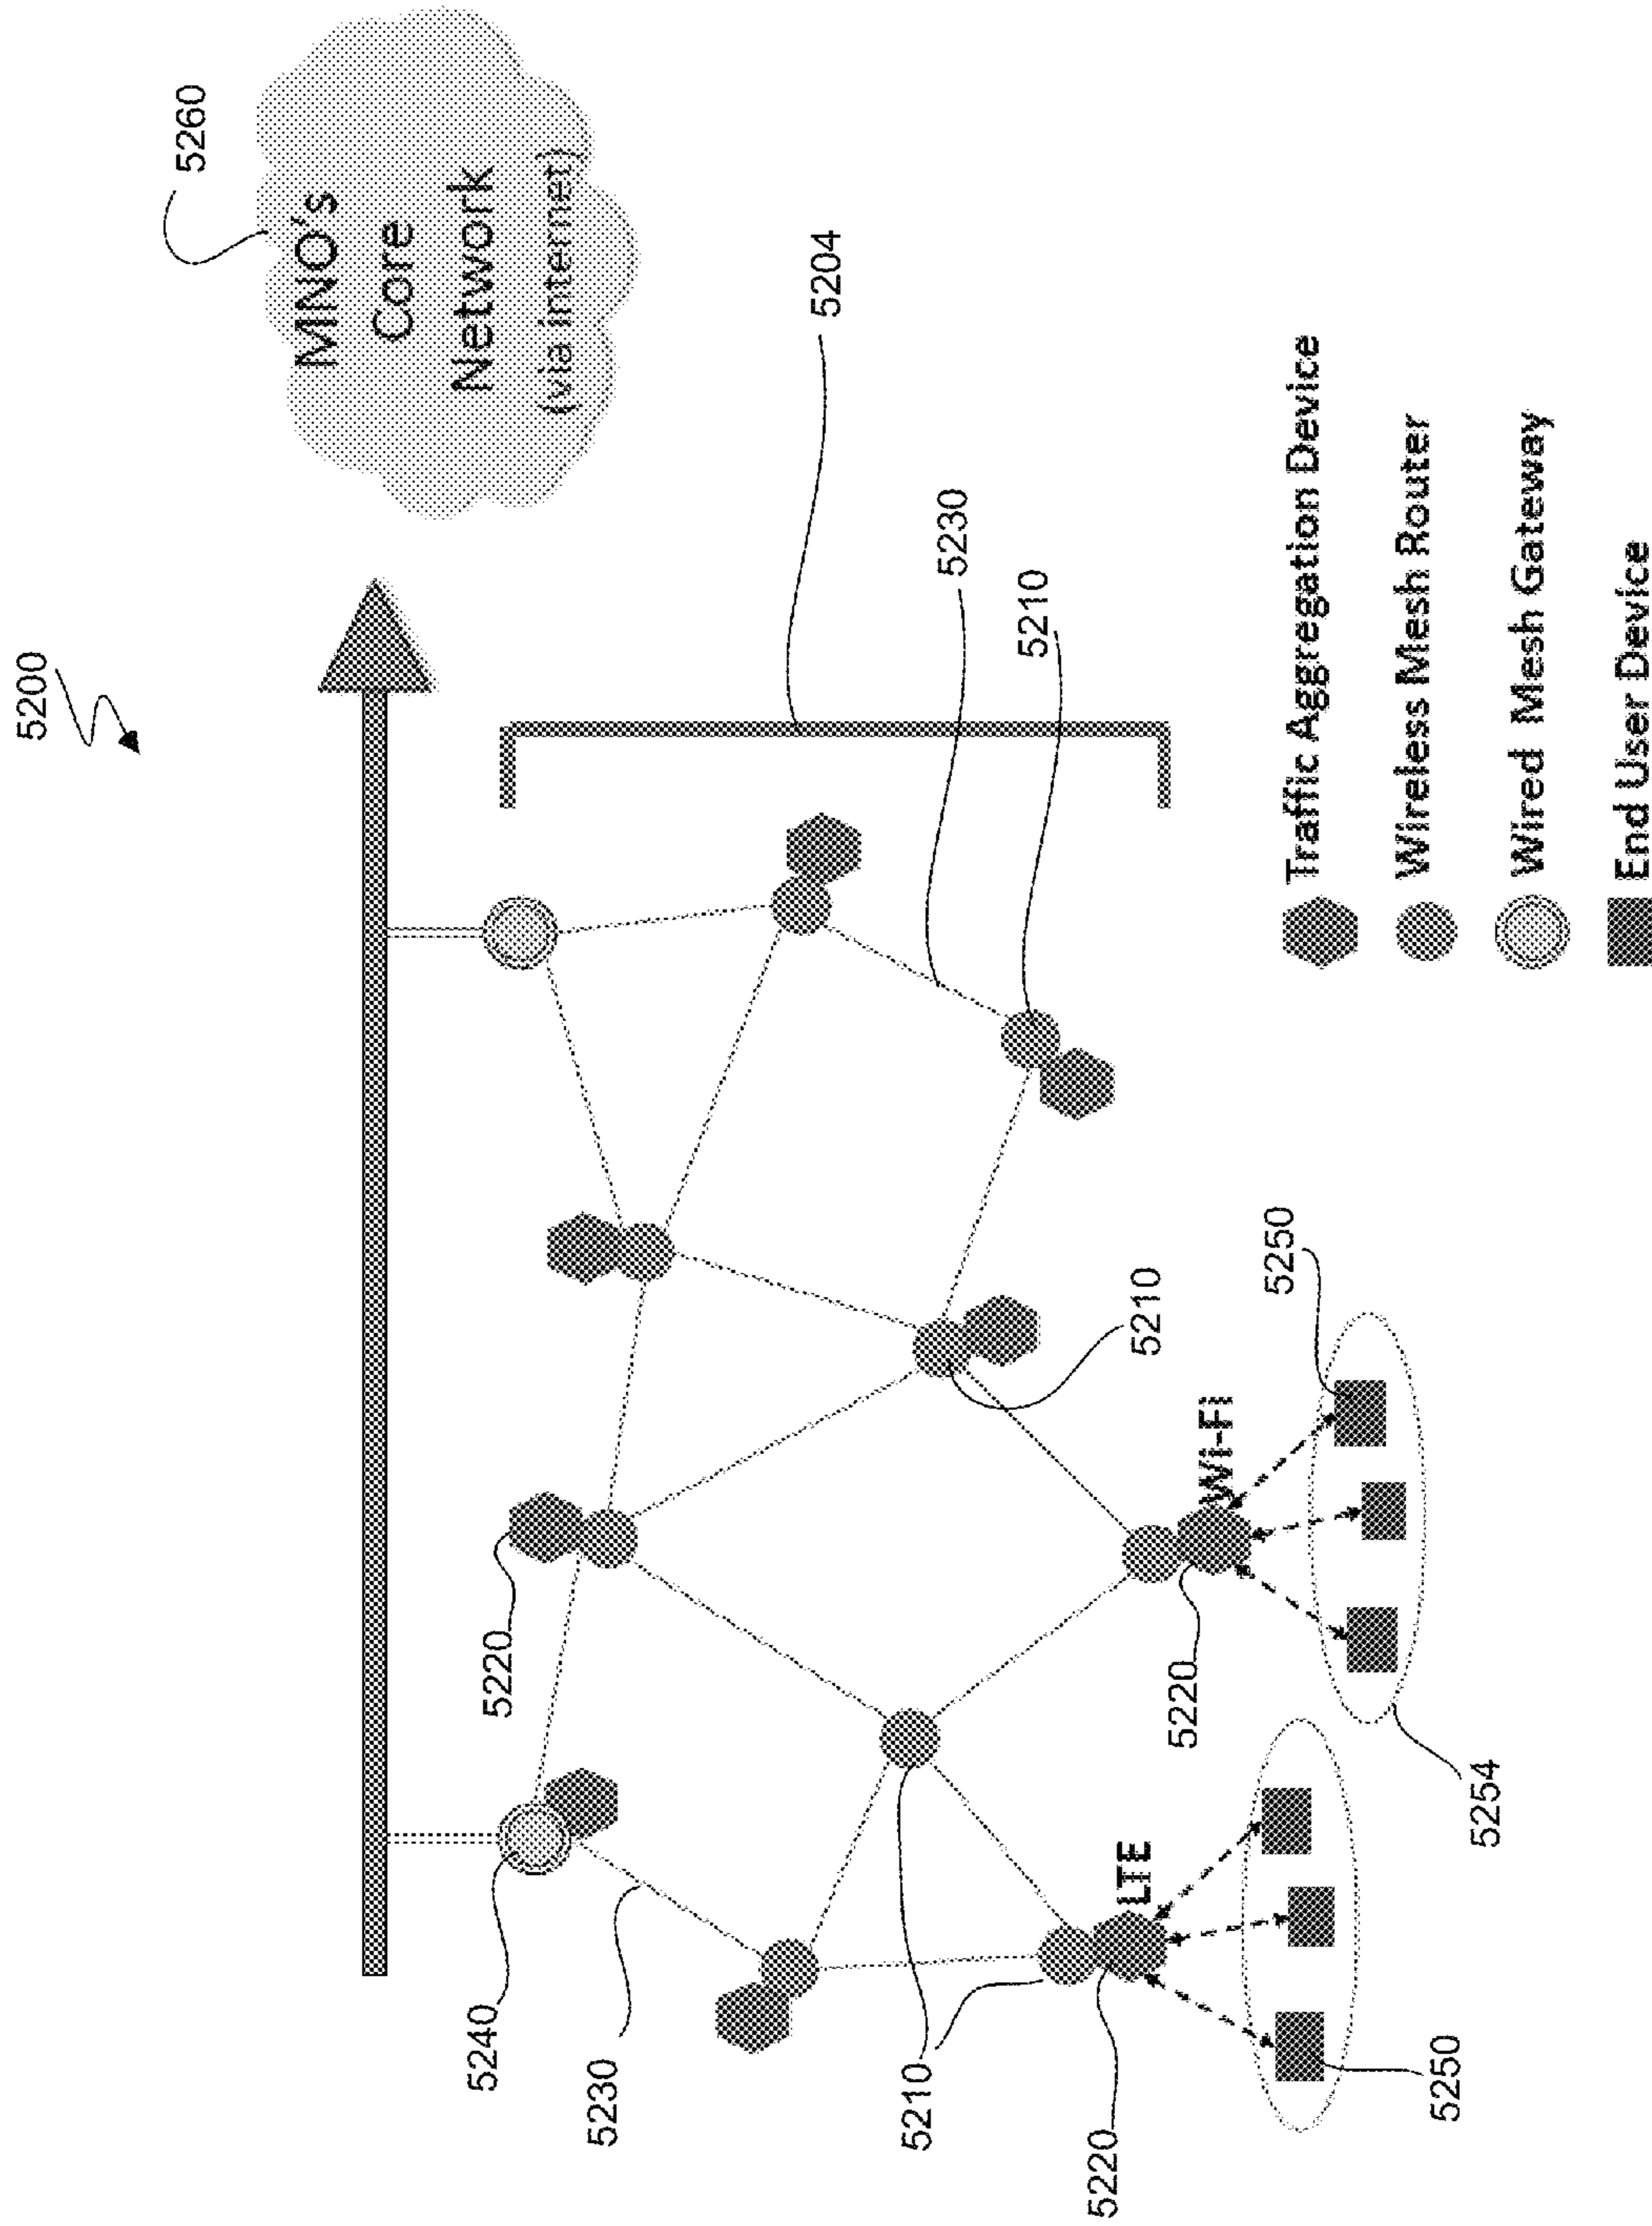 5200
5260
MNO's
Core
Network
(via internet)
5240
5220
5230
5204
5230
5210
5210
5210
5220
LTE
5220
Wi-Fi
5250
5250
5254
Traffic Aggregation Device
Wireless Mesh Router
Wired Mesh Gateway
End User Device